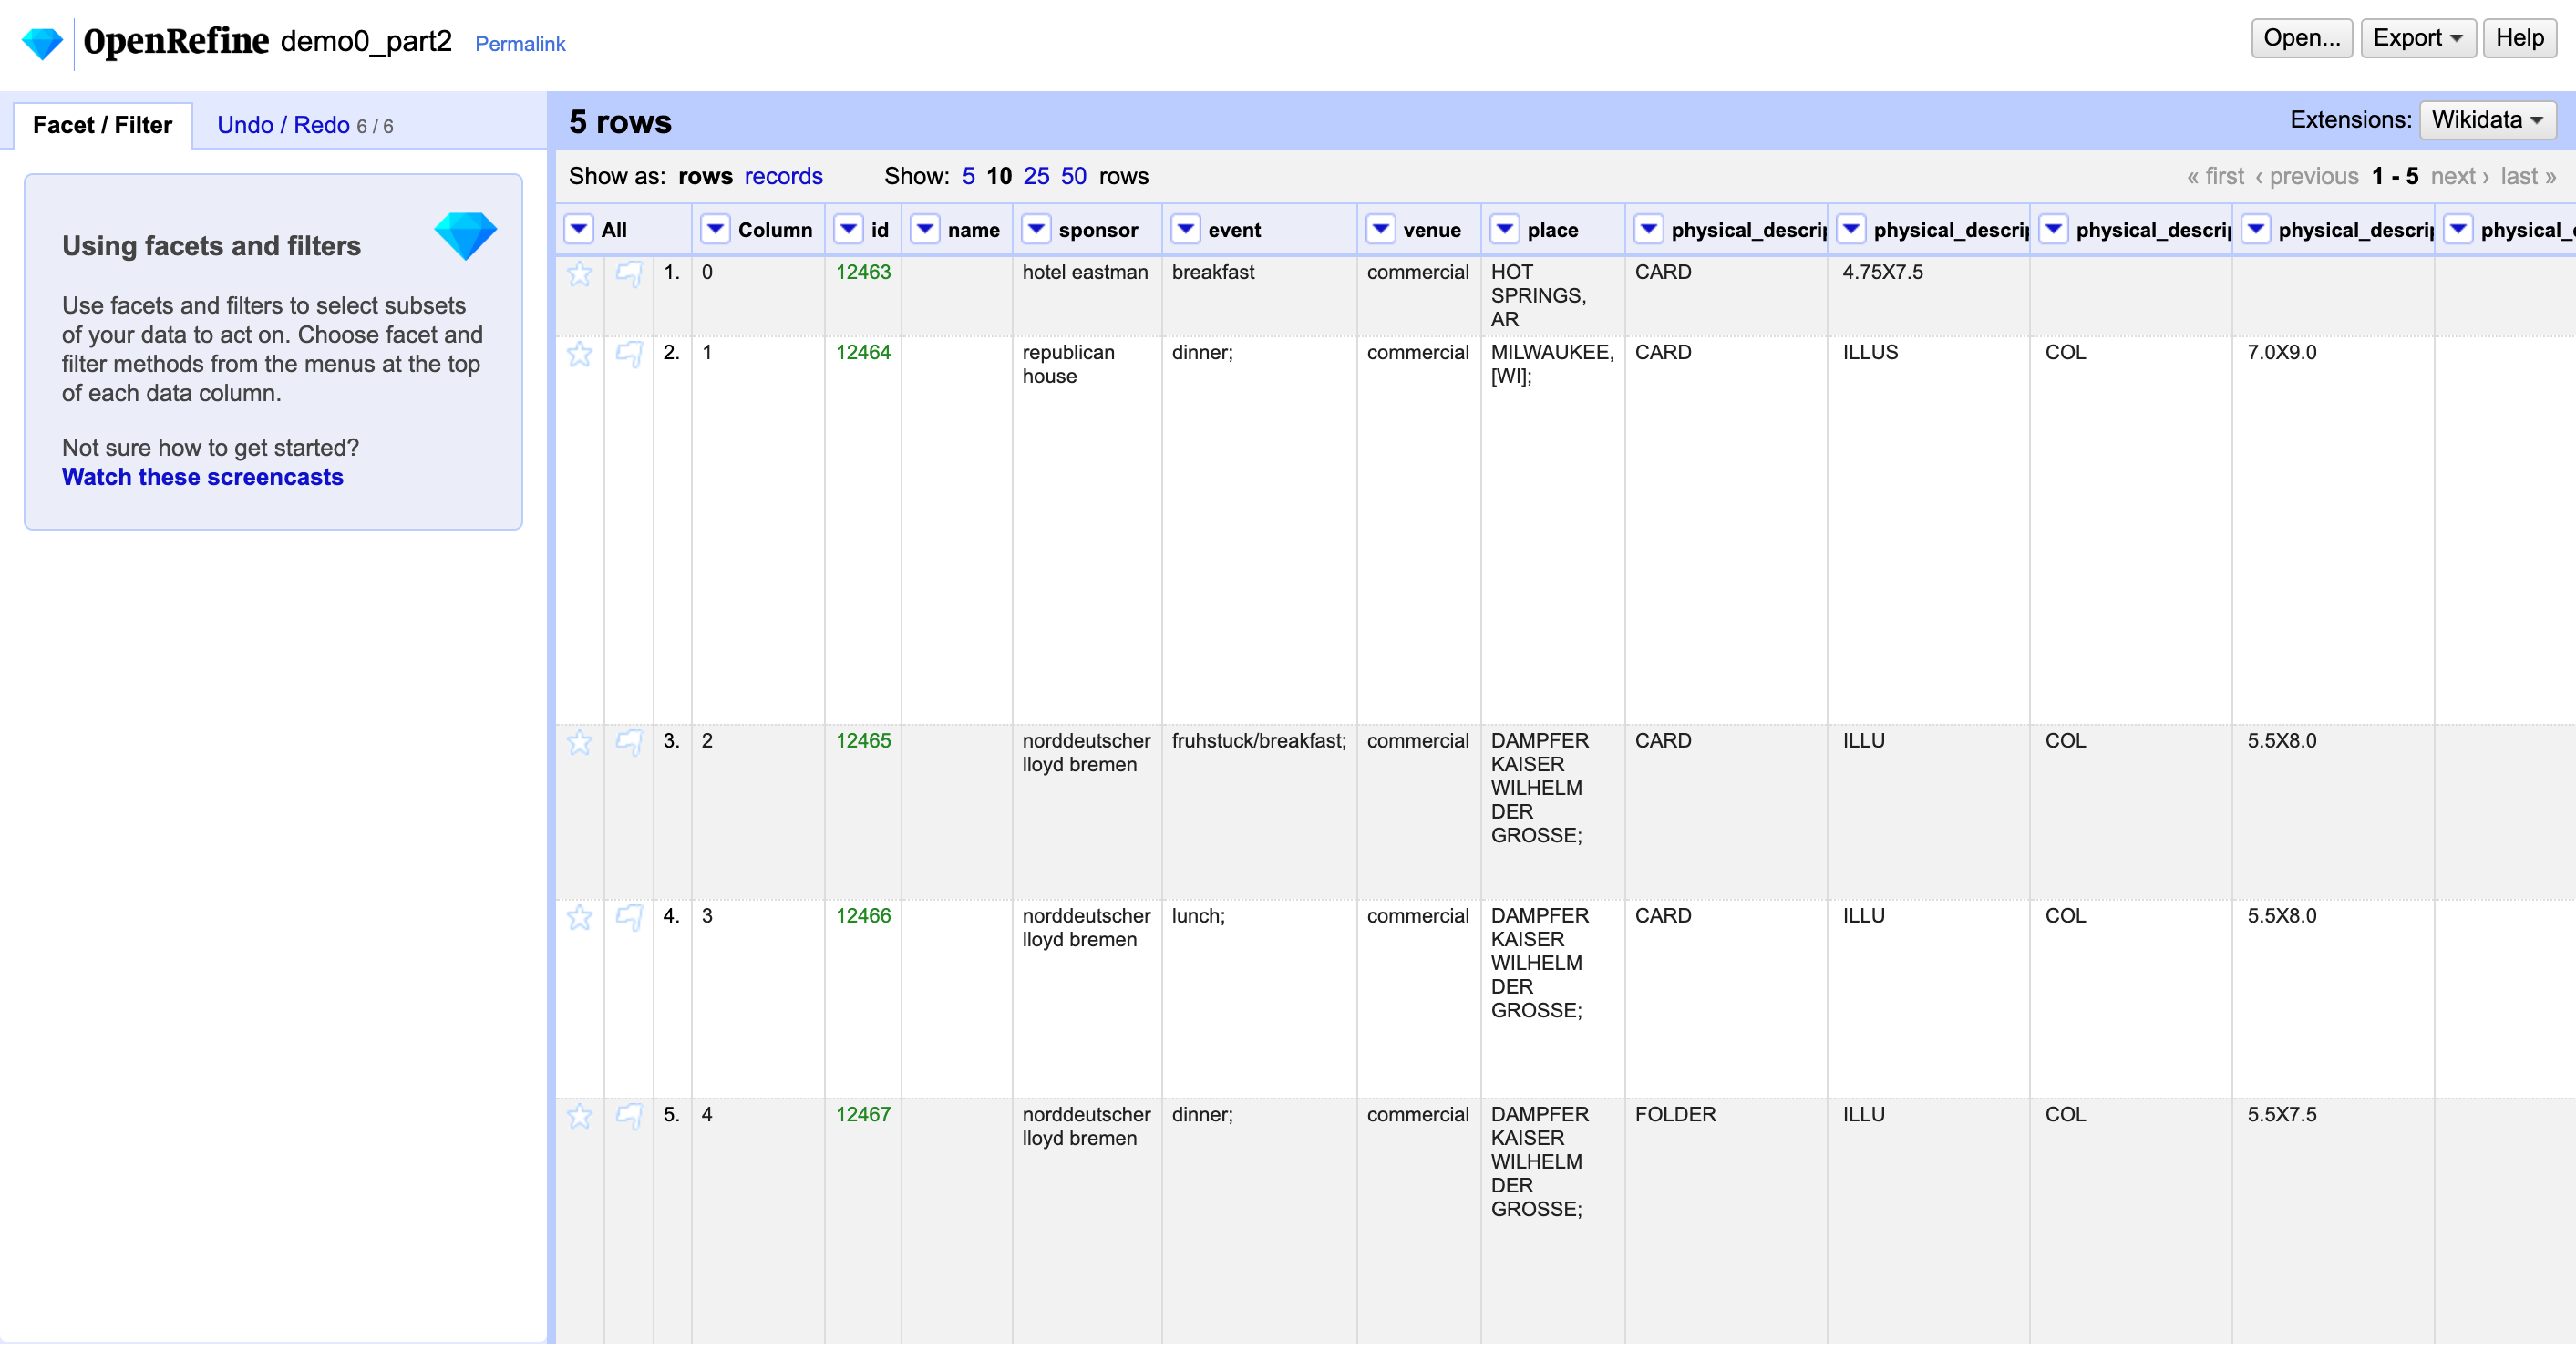 OpenRefine demo0_part2 Permalink
Open... Export Help
Facet / Filter Undo / Redo 6 / 6
5 rows
Extensions: Wikidata
Using facets and filters
Use facets and filters to select subsets
of your data to act on. Choose facet and
filter methods from the menus at the top
of each data column.
Not sure how to get started?
Watch these screencasts
Show as: rows records Show: 5 10 25 50 rows
« first ‹ previous 1 - 5 next › last »
All Column id name sponsor event venue place physical_descrip physical_descrip physical_descrip physical_descrip physical_
1. 0 12463 hotel eastman breakfast commercial HOT CARD 4.75X7.5
SPRINGS,
AR
2. 1 12464 republican dinner; commercial MILWAUKEE, CARD ILLUS COL 7.0X9.0
house [WI];
3. 2 12465 norddeutscher fruhstuck/breakfast; commercial DAMPFER CARD ILLU COL 5.5X8.0
lloyd bremen KAISER
WILHELM
DER
GROSSE;
4. 3 12466 norddeutscher lunch; commercial DAMPFER CARD ILLU COL 5.5X8.0
lloyd bremen KAISER
WILHELM
DER
GROSSE;
5. 4 12467 norddeutscher dinner; commercial DAMPFER FOLDER ILLU COL 5.5X7.5
lloyd bremen KAISER
WILHELM
DER
GROSSE;